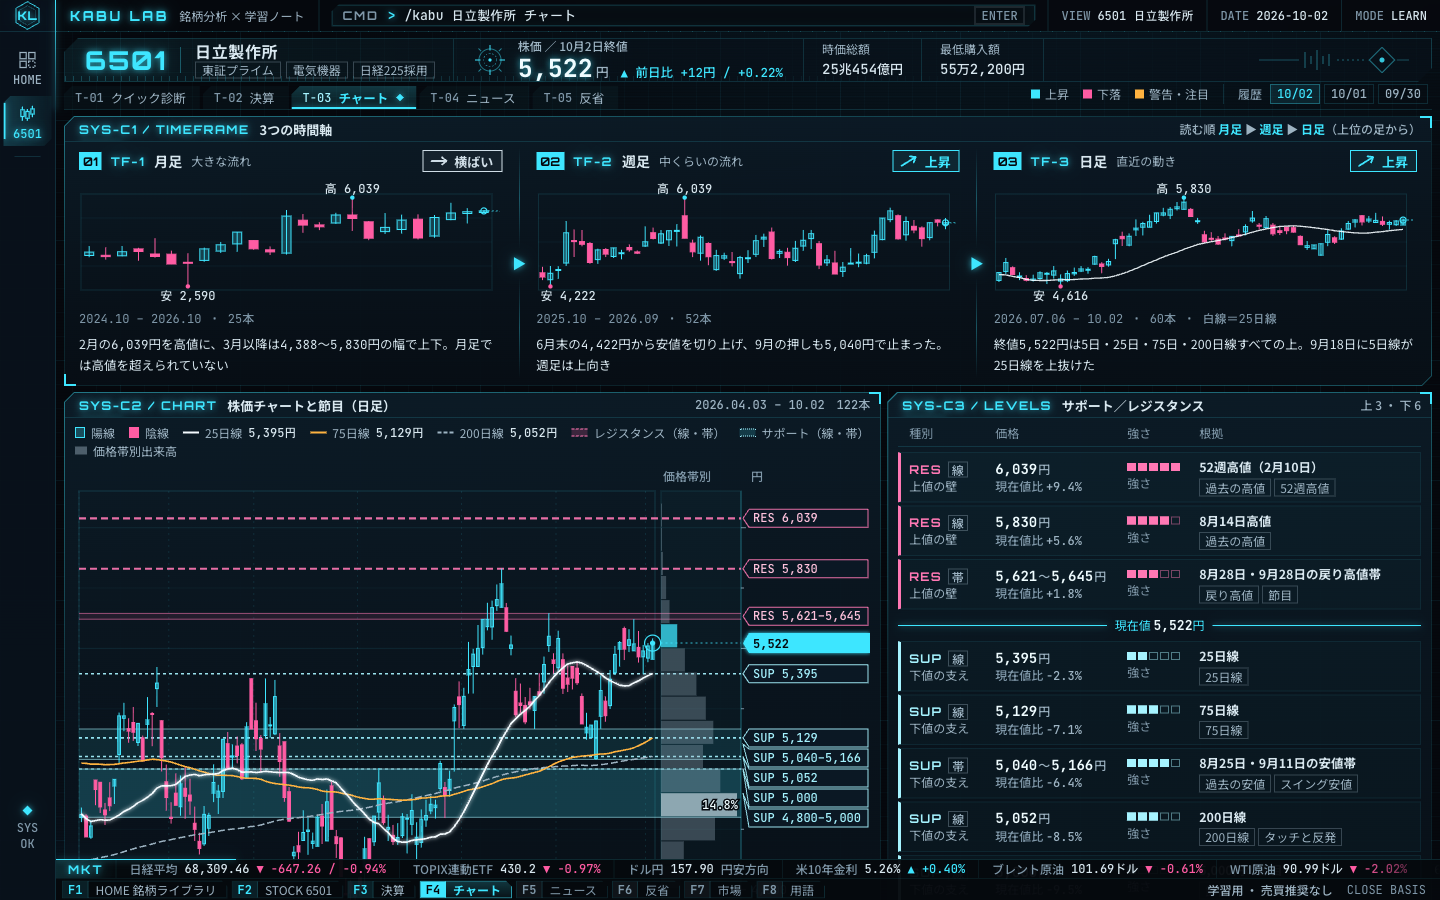 KL KABU LAB 銘柄分析 × 学習ノート CMD > /kabu 日立製作所 チャート ENTER VIEW 6501 日立製作所 DATE 2026-10-02 MODE LEARN
HOME
6501
SYS OK
6501 日立製作所 東証プライム 電気機器 日経225採用
株価 ／ 10月2日終値
5,522円 ▲ 前日比 +12円 / +0.22%
時価総額
25兆454億円
最低購入額
55万2,200円
T-01 クイック診断 T-02 決算 T-03 チャート ◆ T-04 ニュース T-05 反省
上昇 下落 警告・注目 履歴 10/02 10/01 09/30
SYS-C1 / TIMEFRAME 3つの時間軸 読む順 月足 ▶ 週足 ▶ 日足（上位の足から）
01 TF-1 月足 大きな流れ → 横ばい
高 6,039
安 2,590
2024.10 – 2026.10 ・ 25本
2月の6,039円を高値に、3月以降は4,388〜5,830円の幅で上下。月足で
は高値を超えられていない
02 TF-2 週足 中くらいの流れ 上昇
高 6,039
安 4,222
2025.10 – 2026.09 ・ 52本
6月末の4,422円から安値を切り上げ、9月の押しも5,040円で止まった。
週足は上向き
03 TF-3 日足 直近の動き 上昇
高 5,830
安 4,616
2026.07.06 – 10.02 ・ 60本 ・ 白線＝25日線
終値5,522円は5日・25日・75日・200日線すべての上。9月18日に5日線が
25日線を上抜けた
SYS-C2 / CHART 株価チャートと節目（日足） 2026.04.03 – 10.02 122本
陽線 陰線 25日線 5,395円 75日線 5,129円 200日線 5,052円 レジスタンス（線・帯） サポート（線・帯）
価格帯別出来高
価格帯別 円
RES 6,039
RES 5,830
RES 5,621–5,645
5,522
SUP 5,395
SUP 5,129
SUP 5,040–5,166
SUP 5,052
SUP 5,000
SUP 4,800–5,000
14.8%
SYS-C3 / LEVELS サポート／レジスタンス 上 3 ・ 下 6
種別 価格 強さ 根拠
RES 線 6,039円 52週高値（2月10日）
上値の壁 現在値比 +9.4% 強さ 過去の高値 52週高値
RES 線 5,830円 8月14日高値
上値の壁 現在値比 +5.6% 強さ 過去の高値
RES 帯 5,621〜5,645円 8月28日・9月28日の戻り高値帯
上値の壁 現在値比 +1.8% 強さ 戻り高値 節目
現在値 5,522円
SUP 線 5,395円 25日線
下値の支え 現在値比 -2.3% 強さ 25日線
SUP 線 5,129円 75日線
下値の支え 現在値比 -7.1% 強さ 75日線
SUP 帯 5,040〜5,166円 8月25日・9月11日の安値帯
下値の支え 現在値比 -6.4% 強さ 過去の安値 スイング安値
SUP 線 5,052円 200日線
下値の支え 現在値比 -8.5% 強さ 200日線 タッチと反発
MKT 日経平均 68,309.46 ▼ -647.26 / -0.94% TOPIX連動ETF 430.2 ▼ -0.97% ドル円 157.90 円安方向 米10年金利 5.26% ▲ +0.40% ブレント原油 101.69ドル ▼ -0.61% WTI原油 90.99ドル ▼ -2.02%
F1 HOME 銘柄ライブラリ F2 STOCK 6501 F3 決算 F4 チャート F5 ニュース F6 反省 F7 市場 F8 用語 学習用 ・ 売買推奨なし CLOSE BASIS